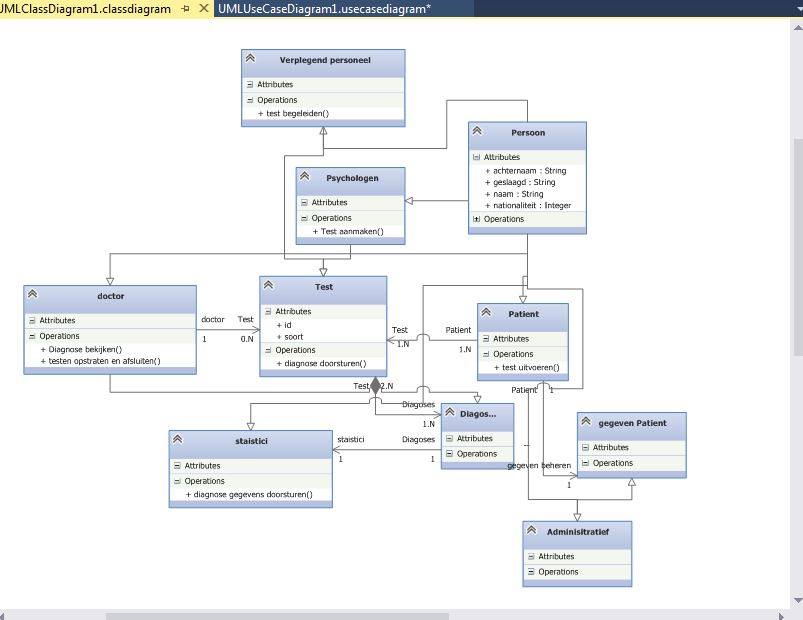 UMLClassDiagram1.classdiagram
UMLUseCaseDiagram1.usecasediagram*
Verplegend personeel
Attributes
Operations
+ test begeleiden()
Persoon
Attributes
+ achternaam : String
+ geslaagd : String
+ naam : String
+ nationaliteit : Integer
Operations
Psychologen
Attributes
Operations
+ Test aanmaken()
doctor
Attributes
Operations
+ Diagnose bekijken()
+ testen opstraten en afsluiten()
doctor
Test
1
0.N
Test
Attributes
+ id
+ soort
Operations
+ diagnose doorsturen()
Test
Patient
1.N
1.N
Patient
Attributes
Operations
+ test uitvoeren()
Test
2.N
Diagoses
1.N
Patient
1
Diagos...
Attributes
Operations
gegeven Patient
Attributes
Operations
staistici
Attributes
Operations
+ diagnose gegevens doorsturen()
staistici
Diagoses
1
1
gegeven beheren
1
Adminisitratief
Attributes
Operations